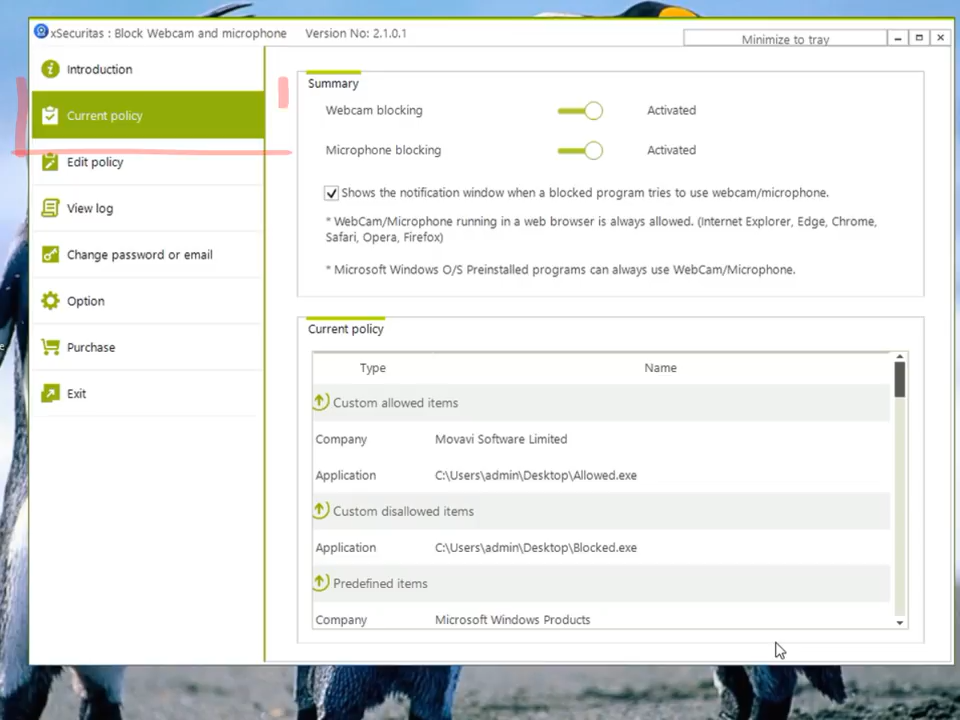 xSecuritas : Block Webcam and microphone Version No: 2.1.0.1
Minimize to tray
Introduction
Current policy
Edit policy
View log
Change password or email
Option
Purchase
Exit
Summary
Webcam blocking Activated
Microphone blocking Activated
Shows the notification window when a blocked program tries to use webcam/microphone.
* WebCam/Microphone running in a web browser is always allowed. (Internet Explorer, Edge, Chrome,
Safari, Opera, Firefox)
* Microsoft Windows O/S Preinstalled programs can always use WebCam/Microphone.
Current policy
Type Name
Custom allowed items
Company Movavi Software Limited
Application C:\Users\admin\Desktop\Allowed.exe
Custom disallowed items
Application C:\Users\admin\Desktop\Blocked.exe
Predefined items
Company Microsoft Windows Products